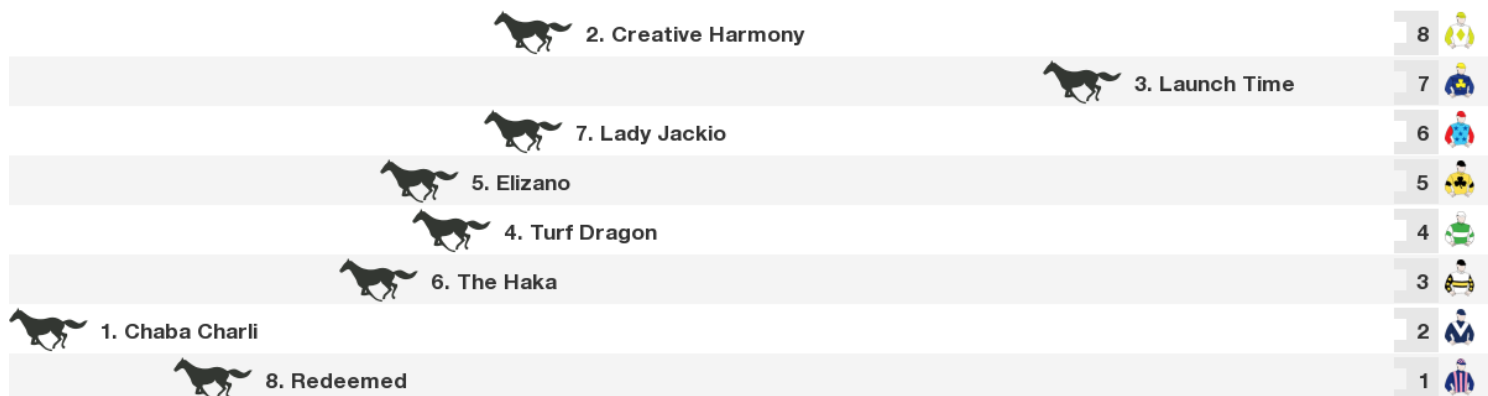 2. Creative Harmony 8
3. Launch Time 7
7. Lady Jackio 6
5. Elizano 5
4. Turf Dragon 4
6. The Haka 3
1. Chaba Charli 2
8. Redeemed 1